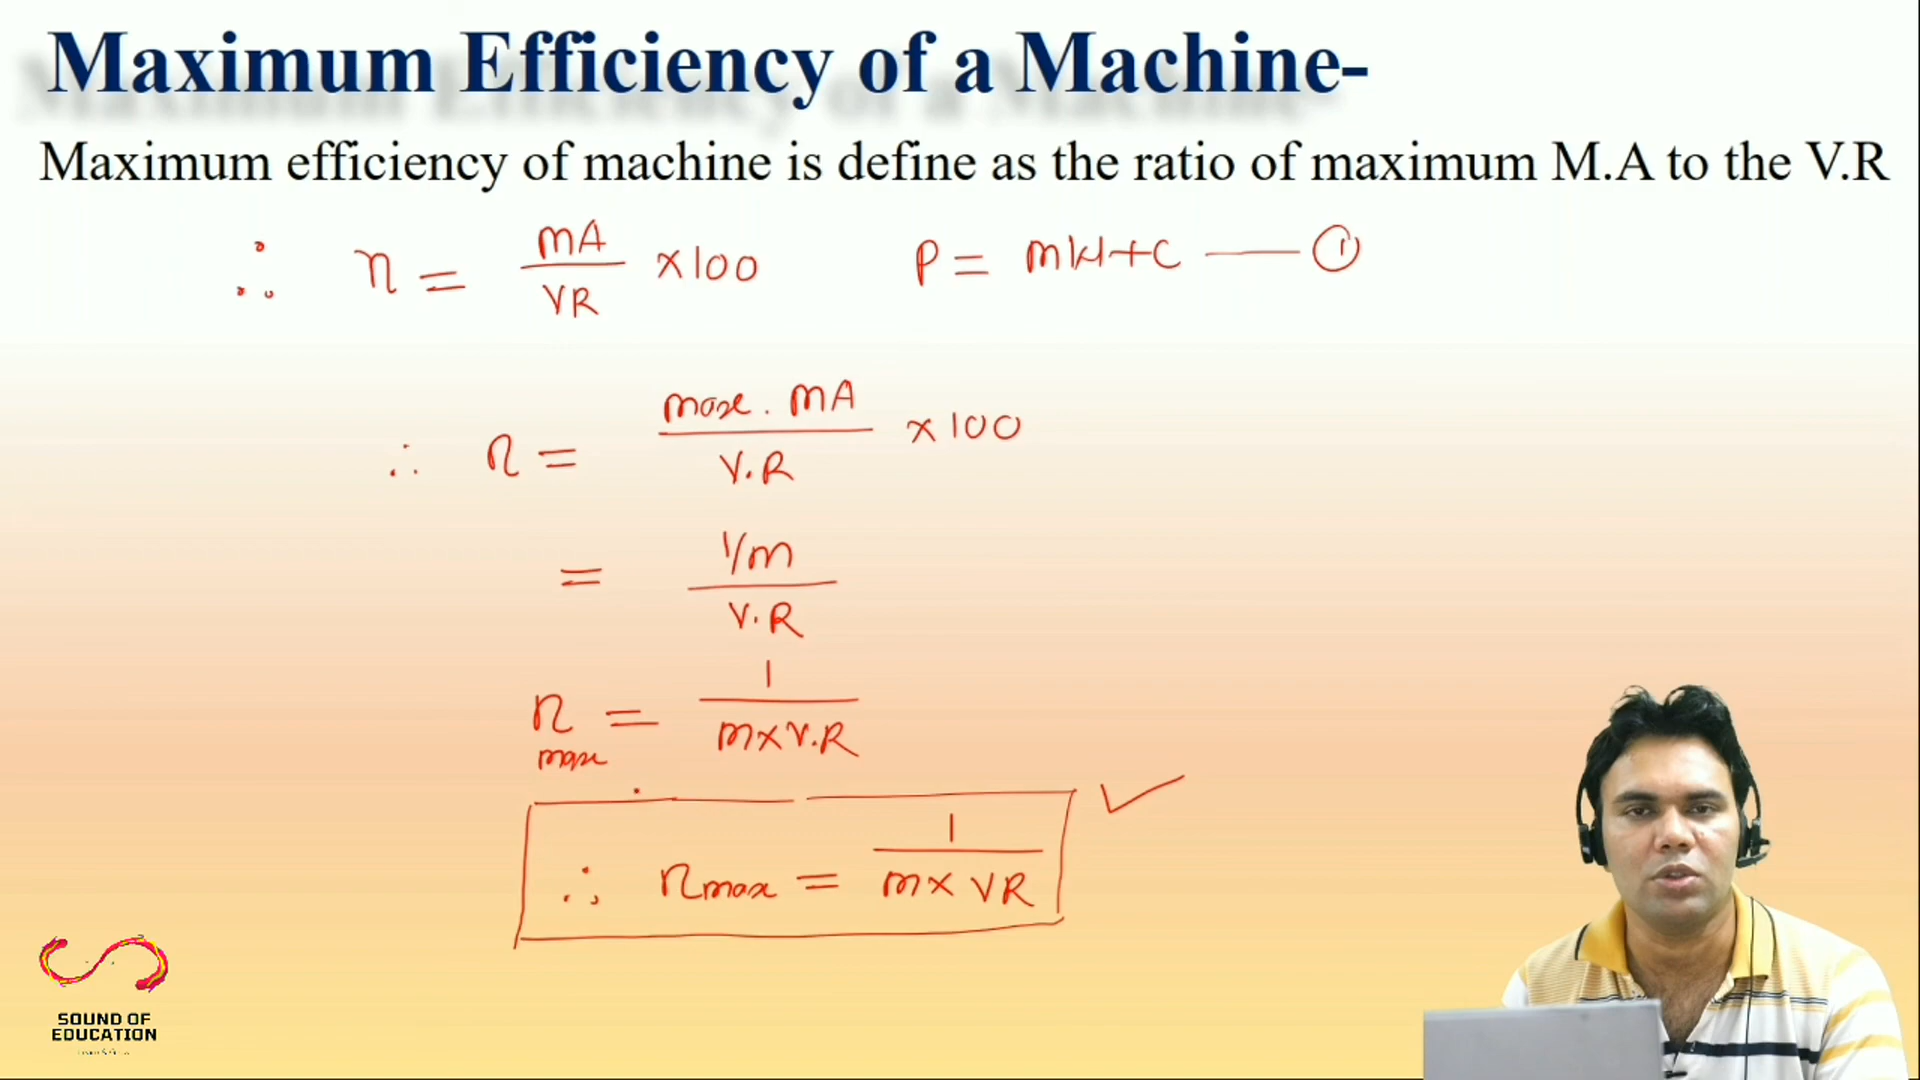 Maximum Efficiency of a Machine-
Maximum efficiency of machine is define as the ratio of maximum M.A to the V.R
∴ η = MA/VR ×100    P = mW+C —— ①
∴ η = max. MA/V.R ×100
= 1/m/V.R
η max = 1/m×V.R
∴ ηmax = 1/m× VR ✓
SOUND OF
EDUCATION